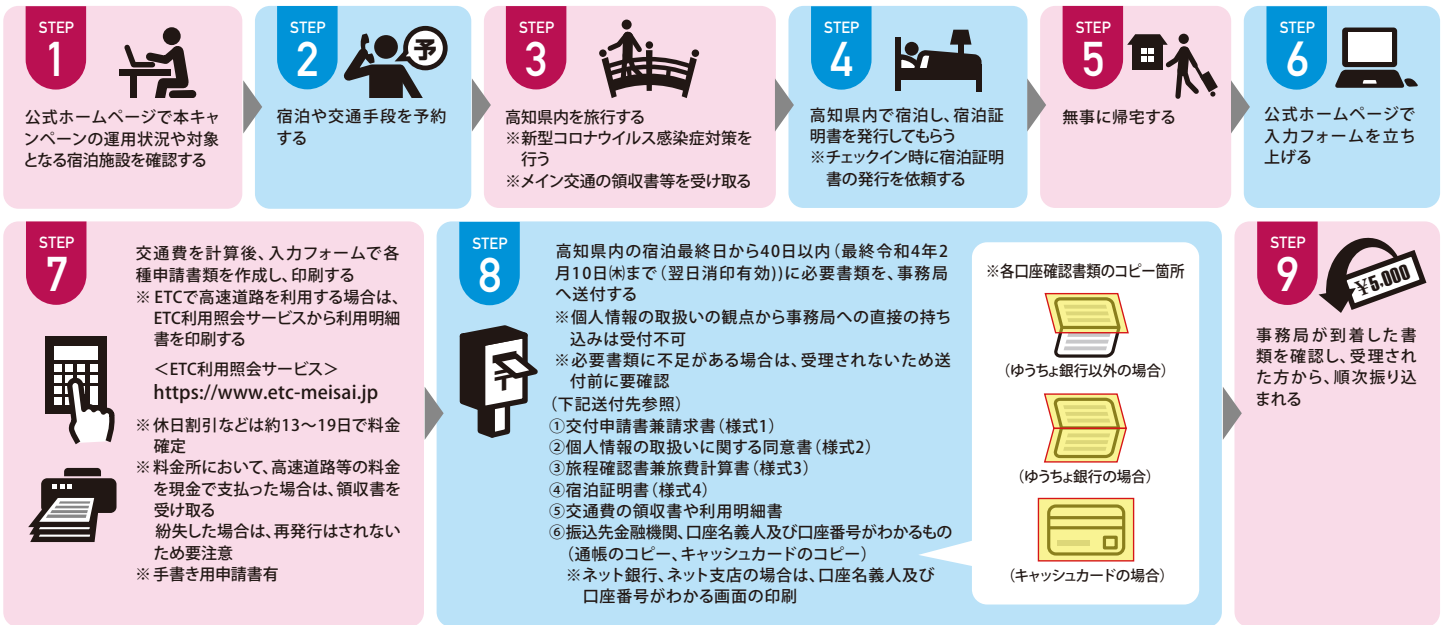 STEP
1
公式ホームページで本キャ
ンペーンの運用状況や対象
となる宿泊施設を確認する
STEP
2
予
宿泊や交通手段を予約
する
STEP
3
高知県内を旅行する
※新型コロナウイルス感染症対策を
行う
※メイン交通の領収書等を受け取る
STEP
4
高知県内で宿泊し、宿泊証
明書を発行してもらう
※チェックイン時に宿泊証明
書の発行を依頼する
STEP
5
無事に帰宅する
STEP
6
公式ホームページで
入力フォームを立ち
上げる
STEP
7
交通費を計算後、入力フォームで各
種申請書類を作成し、印刷する
※ETCで高速道路を利用する場合は、
ETC利用照会サービスから利用明細
書を印刷する
<ETC利用照会サービス>
https://www.etc-meisai.jp
※休日割引などは約13～19日で料金
確定
※料金所において、高速道路等の料金
を現金で支払った場合は、領収書を
受け取る
紛失した場合は、再発行はされない
ため要注意
※手書き用申請書有
STEP
8
高知県内の宿泊最終日から40日以内(最終令和4年2
月10日㈭まで(翌日消印有効))に必要書類を、事務局
へ送付する
※個人情報の取扱いの観点から事務局への直接の持ち
込みは受付不可
※必要書類に不足がある場合は、受理されないため送
付前に要確認
(下記送付先参照)
①交付申請書兼請求書(様式1)
②個人情報の取扱いに関する同意書(様式2)
③旅程確認書兼旅費計算書(様式3)
④宿泊証明書(様式4)
⑤交通費の領収書や利用明細書
⑥振込先金融機関、口座名義人及び口座番号がわかるもの
(通帳のコピー、キャッシュカードのコピー)
※ネット銀行、ネット支店の場合は、口座名義人及び
口座番号がわかる画面の印刷
※各口座確認書類のコピー箇所
(ゆうちょ銀行以外の場合)
(ゆうちょ銀行の場合)
(キャッシュカードの場合)
STEP
9
¥5,000
事務局が到着した書
類を確認し、受理され
た方から、順次振り込
まれる